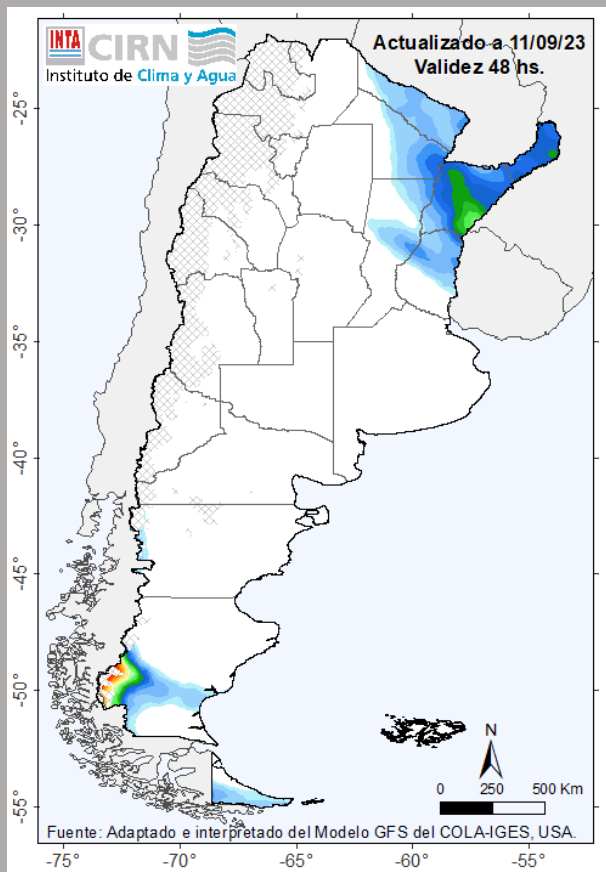 INTA CIRN
Instituto de Clima y Agua
Actualizado a 11/09/23
Validez 48 hs.
-25°
-30°
-35°
-40°
-45°
-50°
-55°
N
0 250 500 Km
Fuente: Adaptado e interpretado del Modelo GFS del COLA-IGES, USA.
-75° -70° -65° -60° -55°